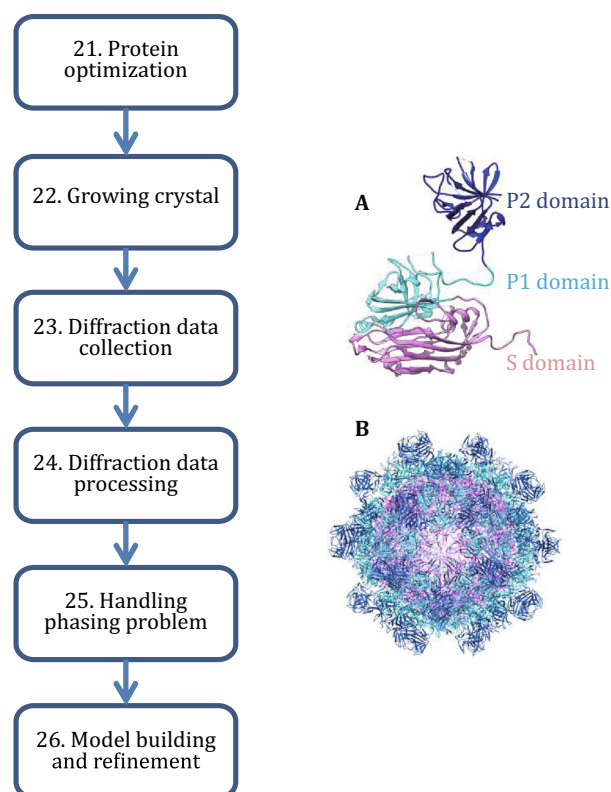 21. Protein
optimization
22. Growing crystal
23. Diffraction data
collection
24. Diffraction data
processing
25. Handling
phasing problem
26. Model building
and refinement
A
P2 domain
P1 domain
S domain
B